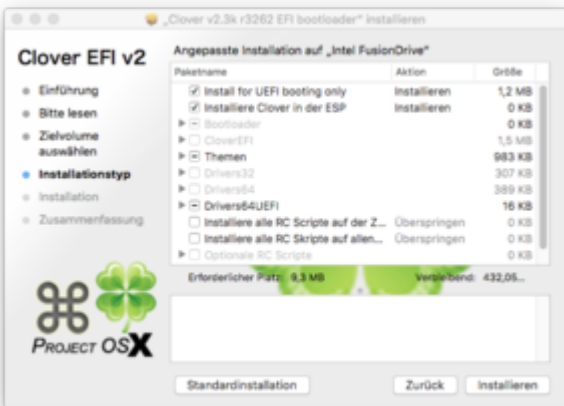 „Clover v2.3k r3262 EFI bootloader“ installieren
Clover EFI v2
Angepasste Installation auf „Intel FusionDrive“
Einführung
Bitte lesen
Zielvolume
auswählen
Installationstyp
Installation
Zusammenfassung
Paketname Aktion Größe
Install for UEFI booting only Installieren 1,2 MB
Installiere Clover in der ESP Installieren 0 KB
Bootloader 0 KB
CloverEFI 1,5 MB
Themen 983 KB
Drivers32 307 KB
Drivers64 389 KB
Drivers64UEFI 16 KB
Installiere alle RC Scripte auf der Z... Überspringen 0 KB
Installiere alle RC Skripte auf allen... Überspringen 0 KB
Optionale RC Scripte 0 KB
Erforderlicher Platz: 9,3 MB Verbleibend: 432,05...
PROJECT OSX
Standardinstallation Zurück Installieren